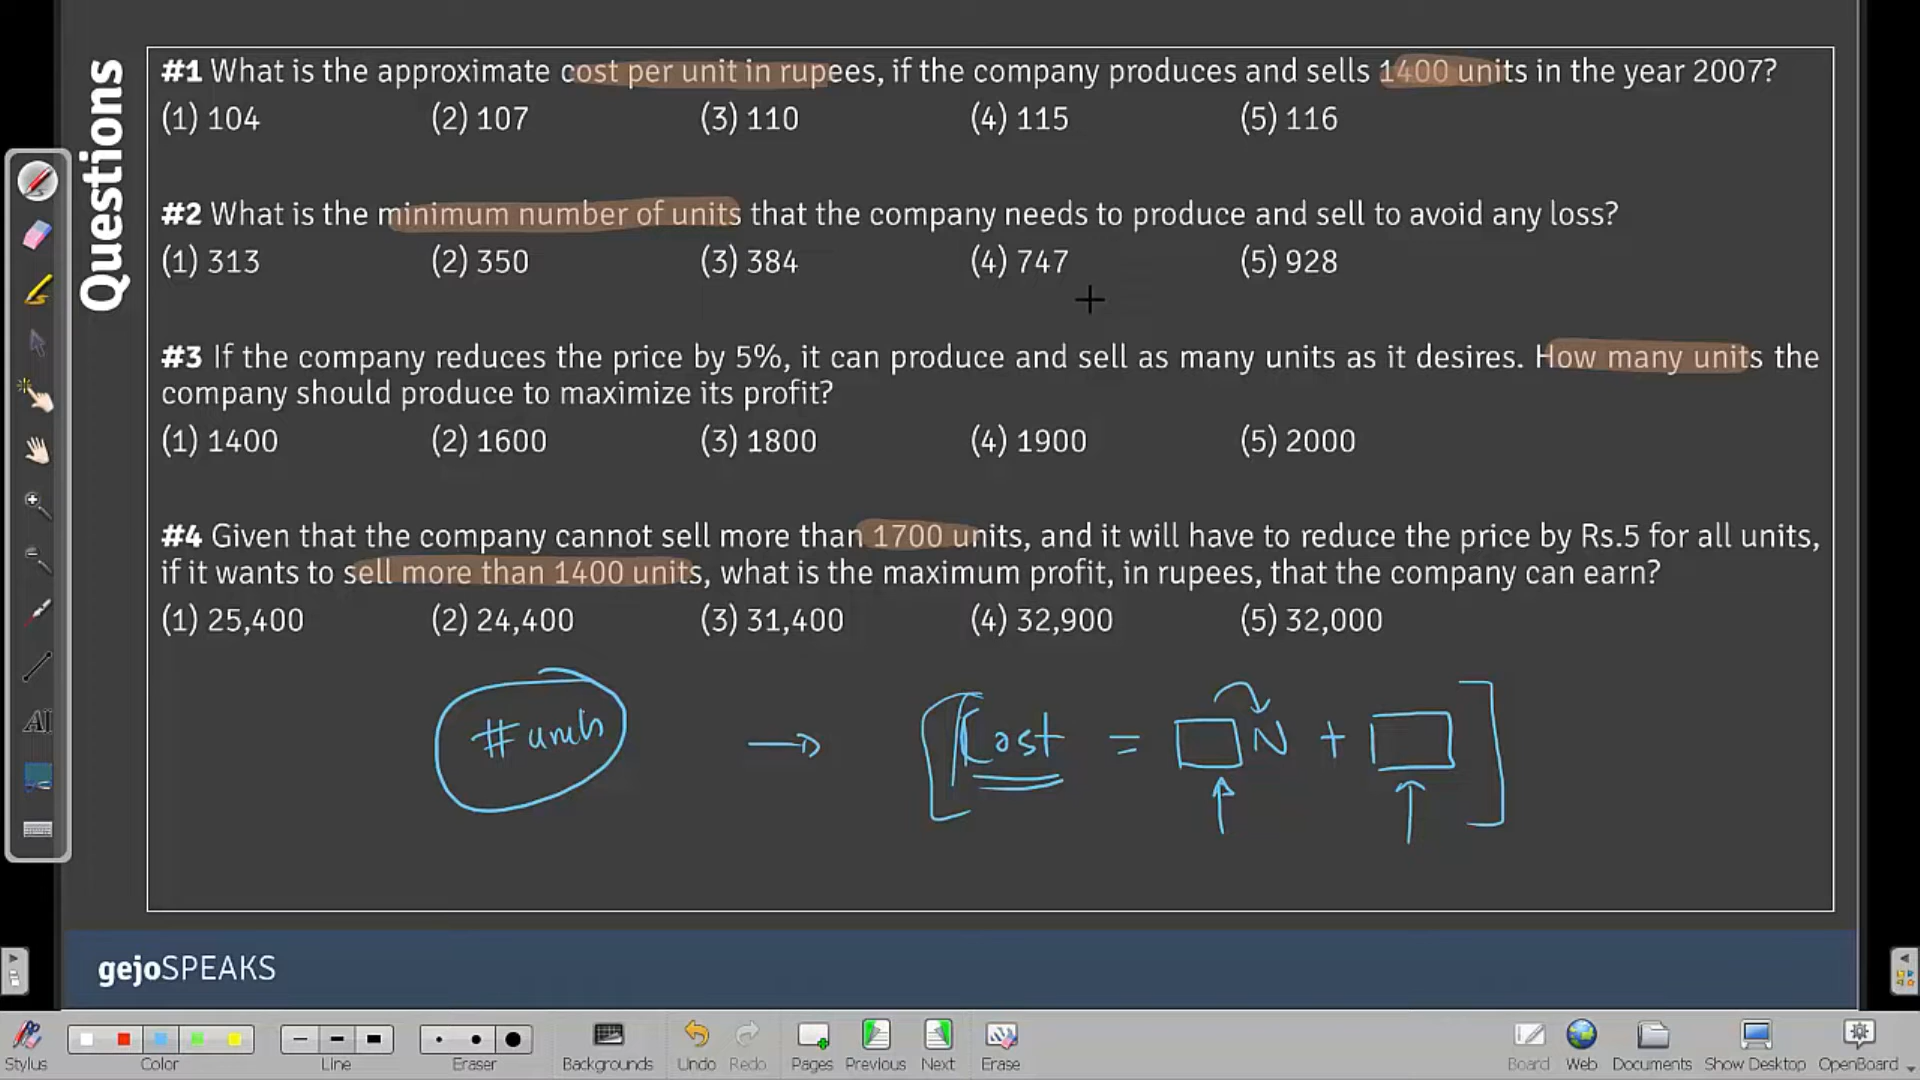 Questions
#1 What is the approximate cost per unit in rupees, if the company produces and sells 1400 units in the year 2007?
(1) 104 (2) 107 (3) 110 (4) 115 (5) 116
#2 What is the minimum number of units that the company needs to produce and sell to avoid any loss?
(1) 313 (2) 350 (3) 384 (4) 747 (5) 928
#3 If the company reduces the price by 5%, it can produce and sell as many units as it desires. How many units the
company should produce to maximize its profit?
(1) 1400 (2) 1600 (3) 1800 (4) 1900 (5) 2000
#4 Given that the company cannot sell more than 1700 units, and it will have to reduce the price by Rs.5 for all units,
if it wants to sell more than 1400 units, what is the maximum profit, in rupees, that the company can earn?
(1) 25,400 (2) 24,400 (3) 31,400 (4) 32,900 (5) 32,000
# units → [Cost = □ N + □]
gejoSPEAKS
Stylus Color Line Eraser Backgrounds Undo Redo Pages Previous Next Erase Board Web Documents Show Desktop OpenBoard